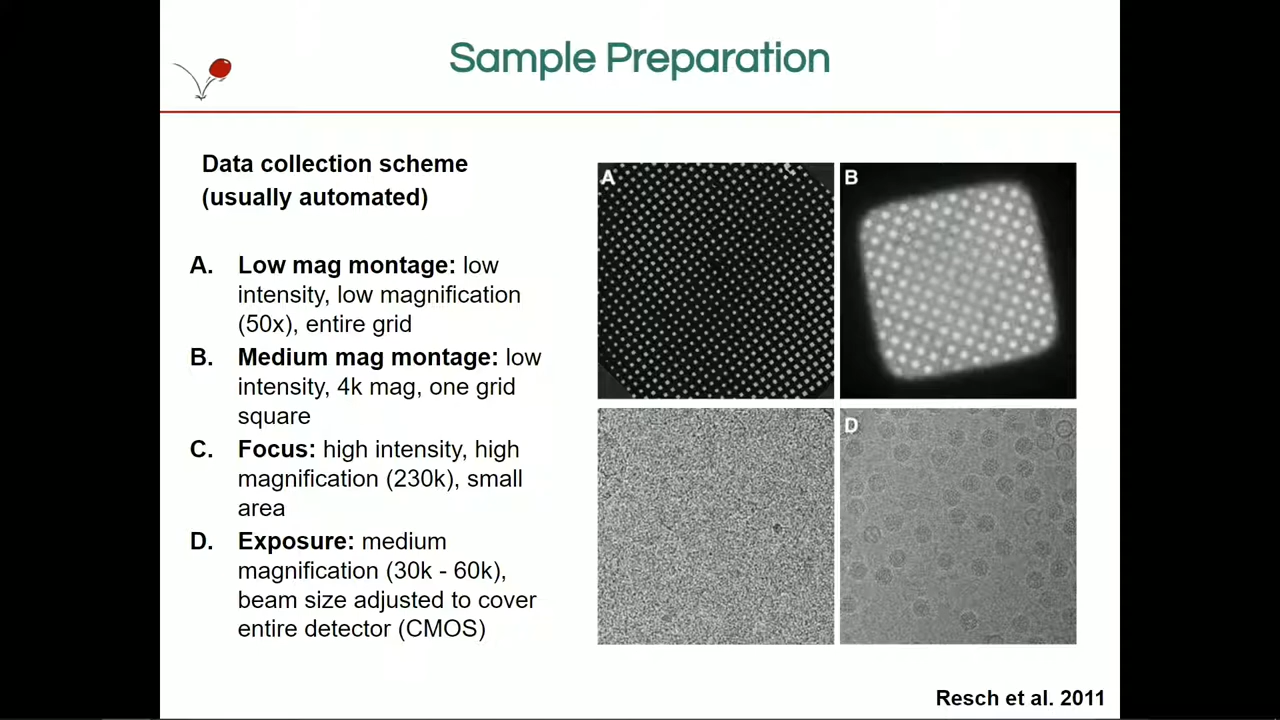 Sample Preparation
Data collection scheme
(usually automated)
A. Low mag montage: low
intensity, low magnification
(50x), entire grid
B. Medium mag montage: low
intensity, 4k mag, one grid
square
C. Focus: high intensity, high
magnification (230k), small
area
D. Exposure: medium
magnification (30k - 60k),
beam size adjusted to cover
entire detector (CMOS)
A
B
D
Resch et al. 2011